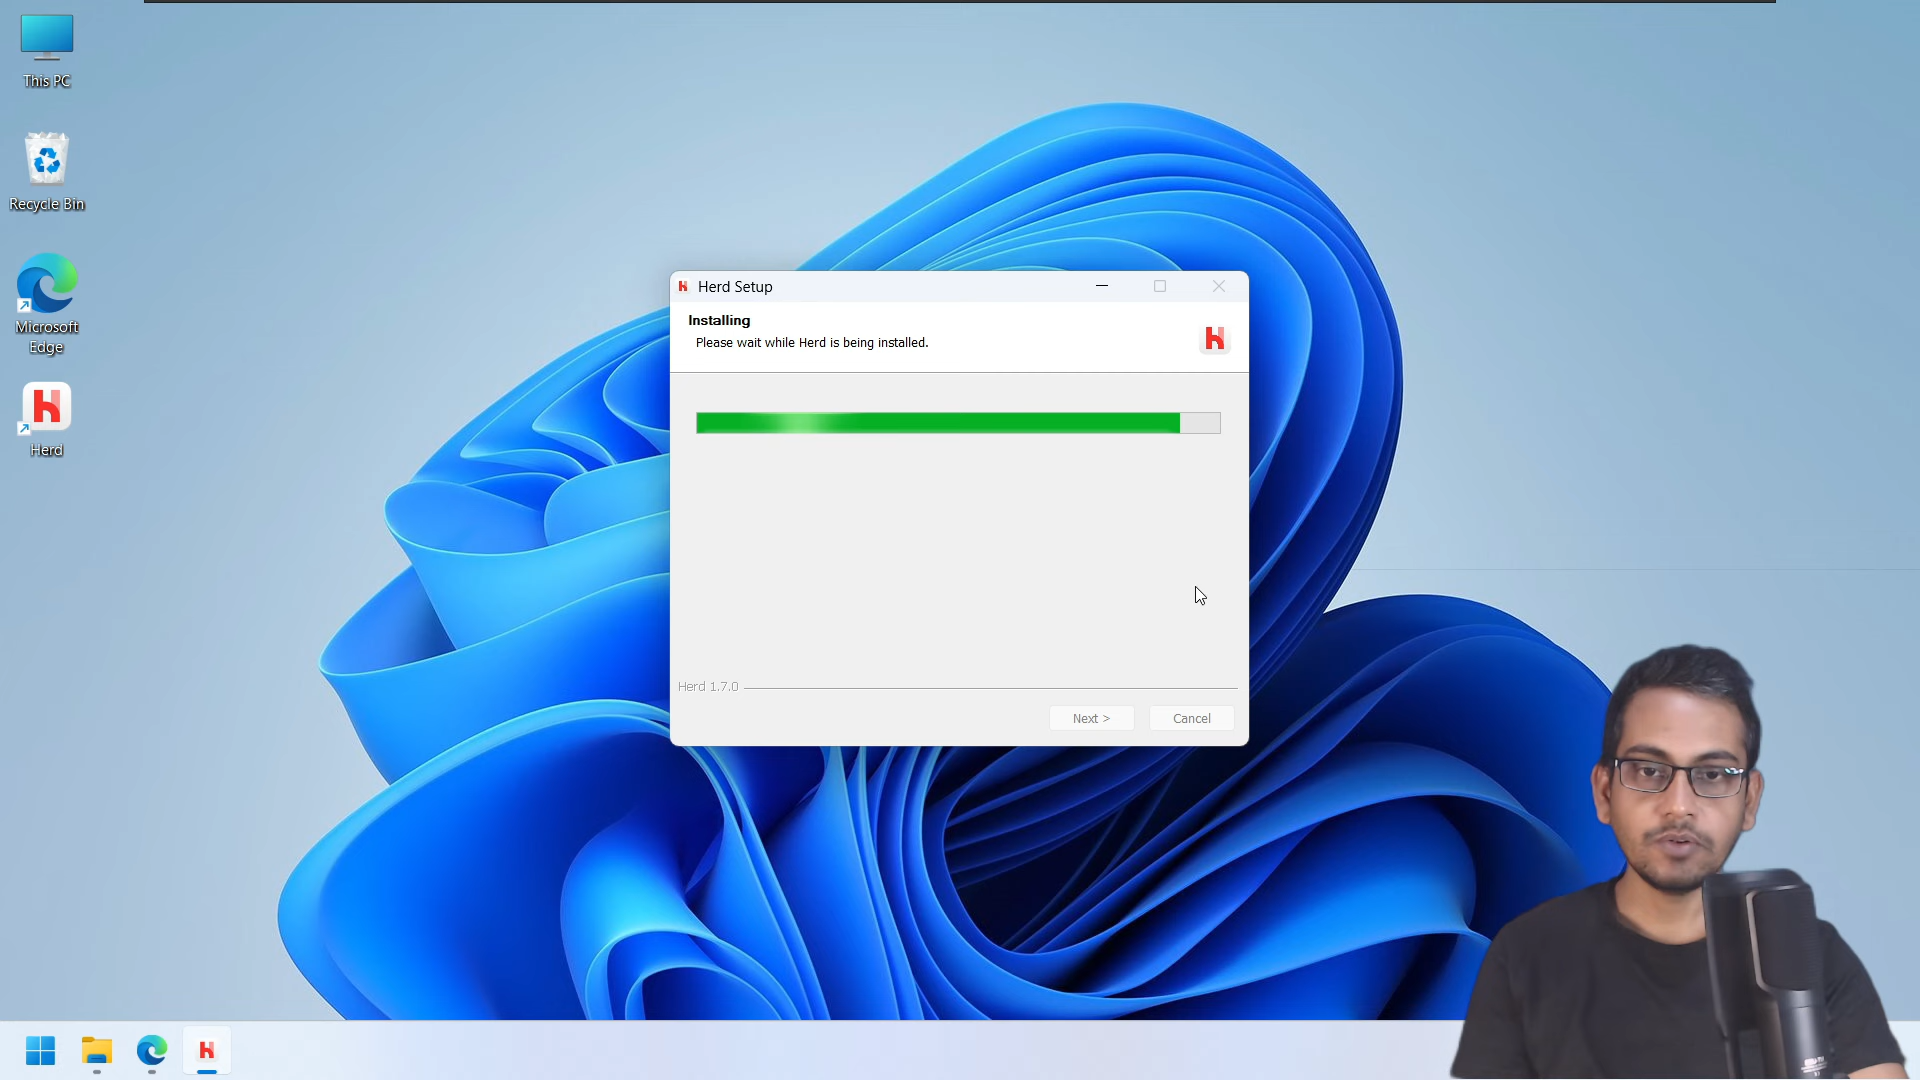 This PC
Recycle Bin
Microsoft
Edge
Herd
Herd Setup
Installing
Please wait while Herd is being installed.
Herd 1.7.0
Next >
Cancel